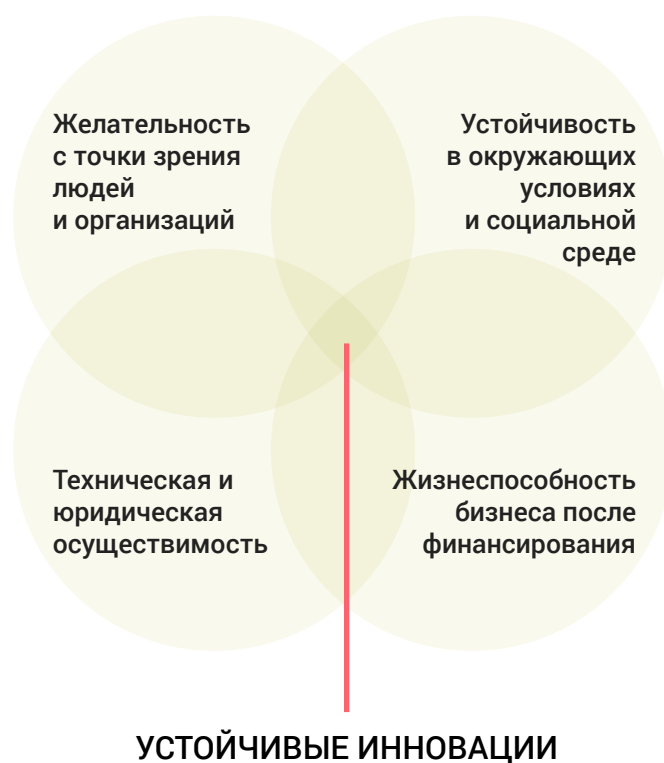 Желательность
с точки зрения
людей
и организаций
Устойчивость
в окружающих
условиях
и социальной
среде
Техническая и
юридическая
осуществимость
Жизнеспособность
бизнеса после
финансирования
УСТОЙЧИВЫЕ ИННОВАЦИИ